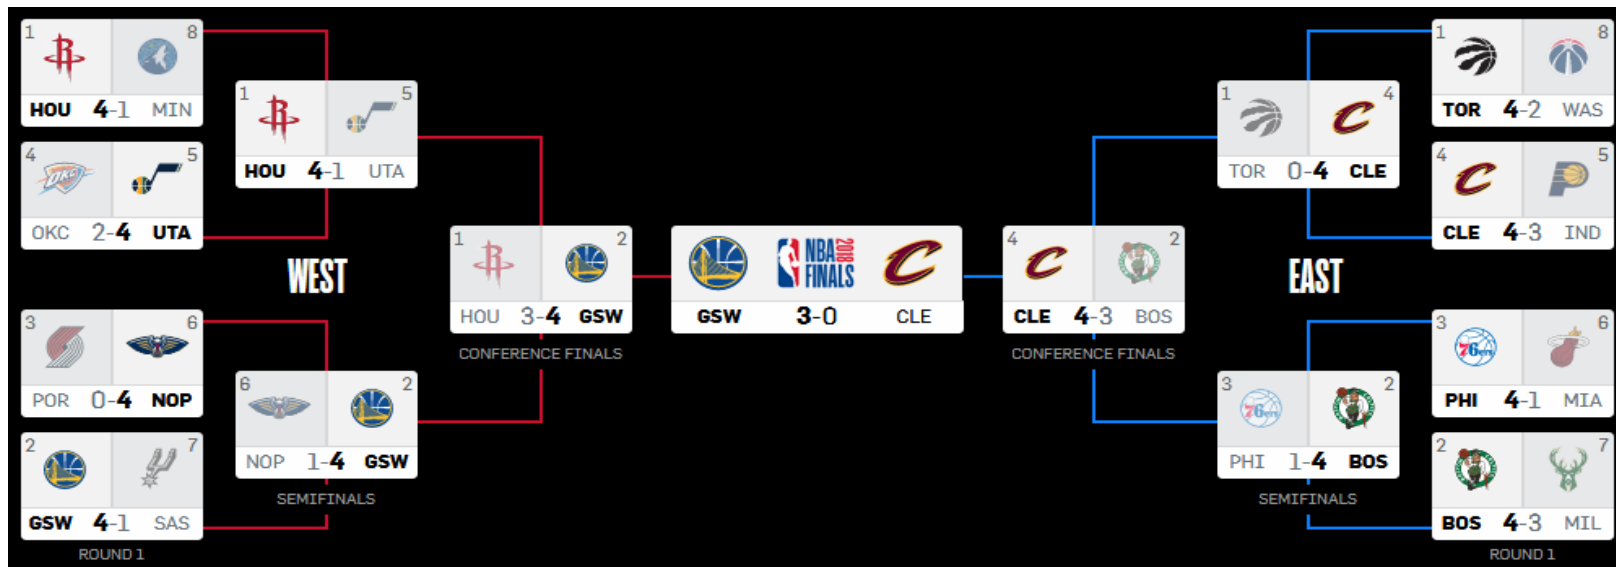 1 8
HOU 4-1 MIN
4 5
OKC 2-4 UTA
1 5
HOU 4-1 UTA
WEST
3 6
POR 0-4 NOP
2 7
GSW 4-1 SAS
ROUND 1
6 2
NOP 1-4 GSW
SEMIFINALS
1 2
HOU 3-4 GSW
CONFERENCE FINALS
NBA 2018
FINALS
GSW 3-0 CLE
4 2
CLE 4-3 BOS
CONFERENCE FINALS
1 4
TOR 0-4 CLE
EAST
3 2
76ers
PHI 1-4 BOS
SEMIFINALS
1 8
TOR 4-2 WAS
4 5
CLE 4-3 IND
3 6
76ers
PHI 4-1 MIA
2 7
BOS 4-3 MIL
ROUND 1
OKC